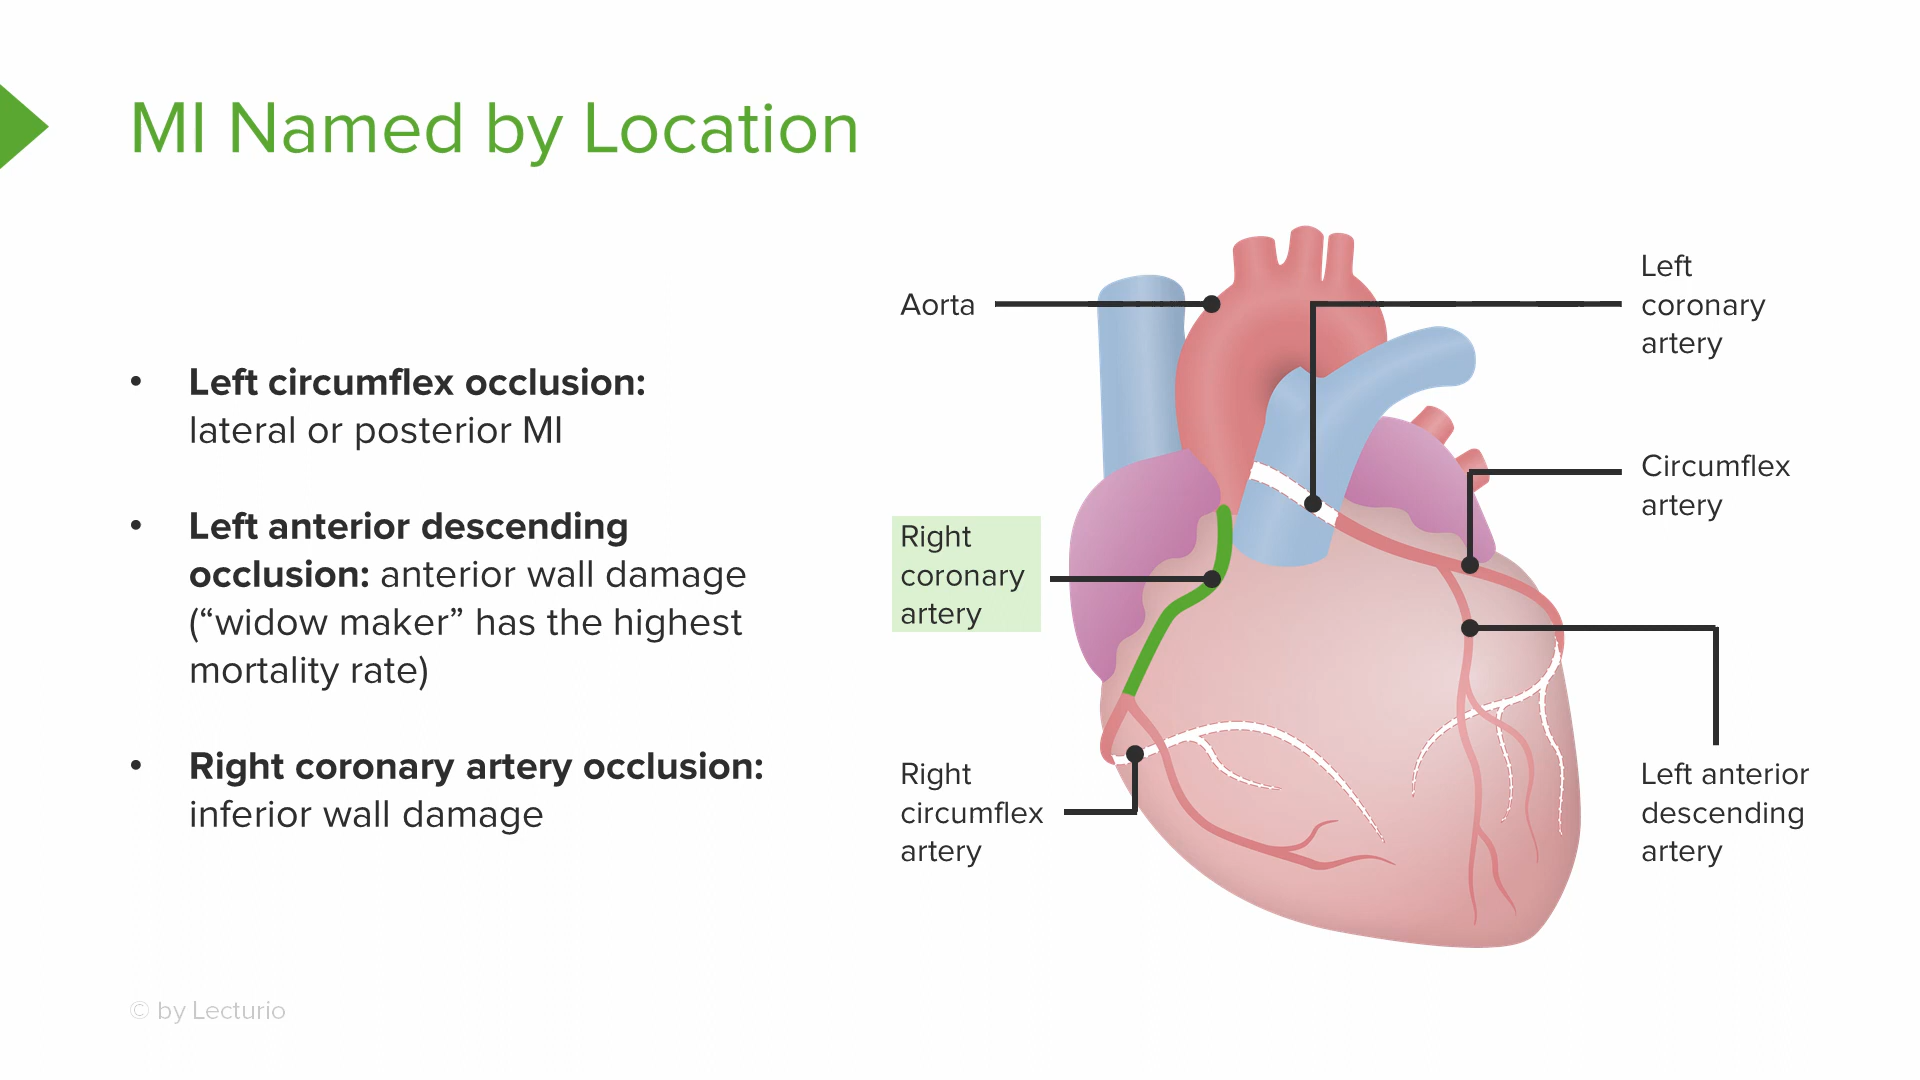 MI Named by Location
• Left circumflex occlusion:
lateral or posterior MI
• Left anterior descending
occlusion: anterior wall damage
(“widow maker” has the highest
mortality rate)
• Right coronary artery occlusion:
inferior wall damage
Aorta
Right
coronary
artery
Right
circumflex
artery
Left
coronary
artery
Circumflex
artery
Left anterior
descending
artery
© by Lecturio